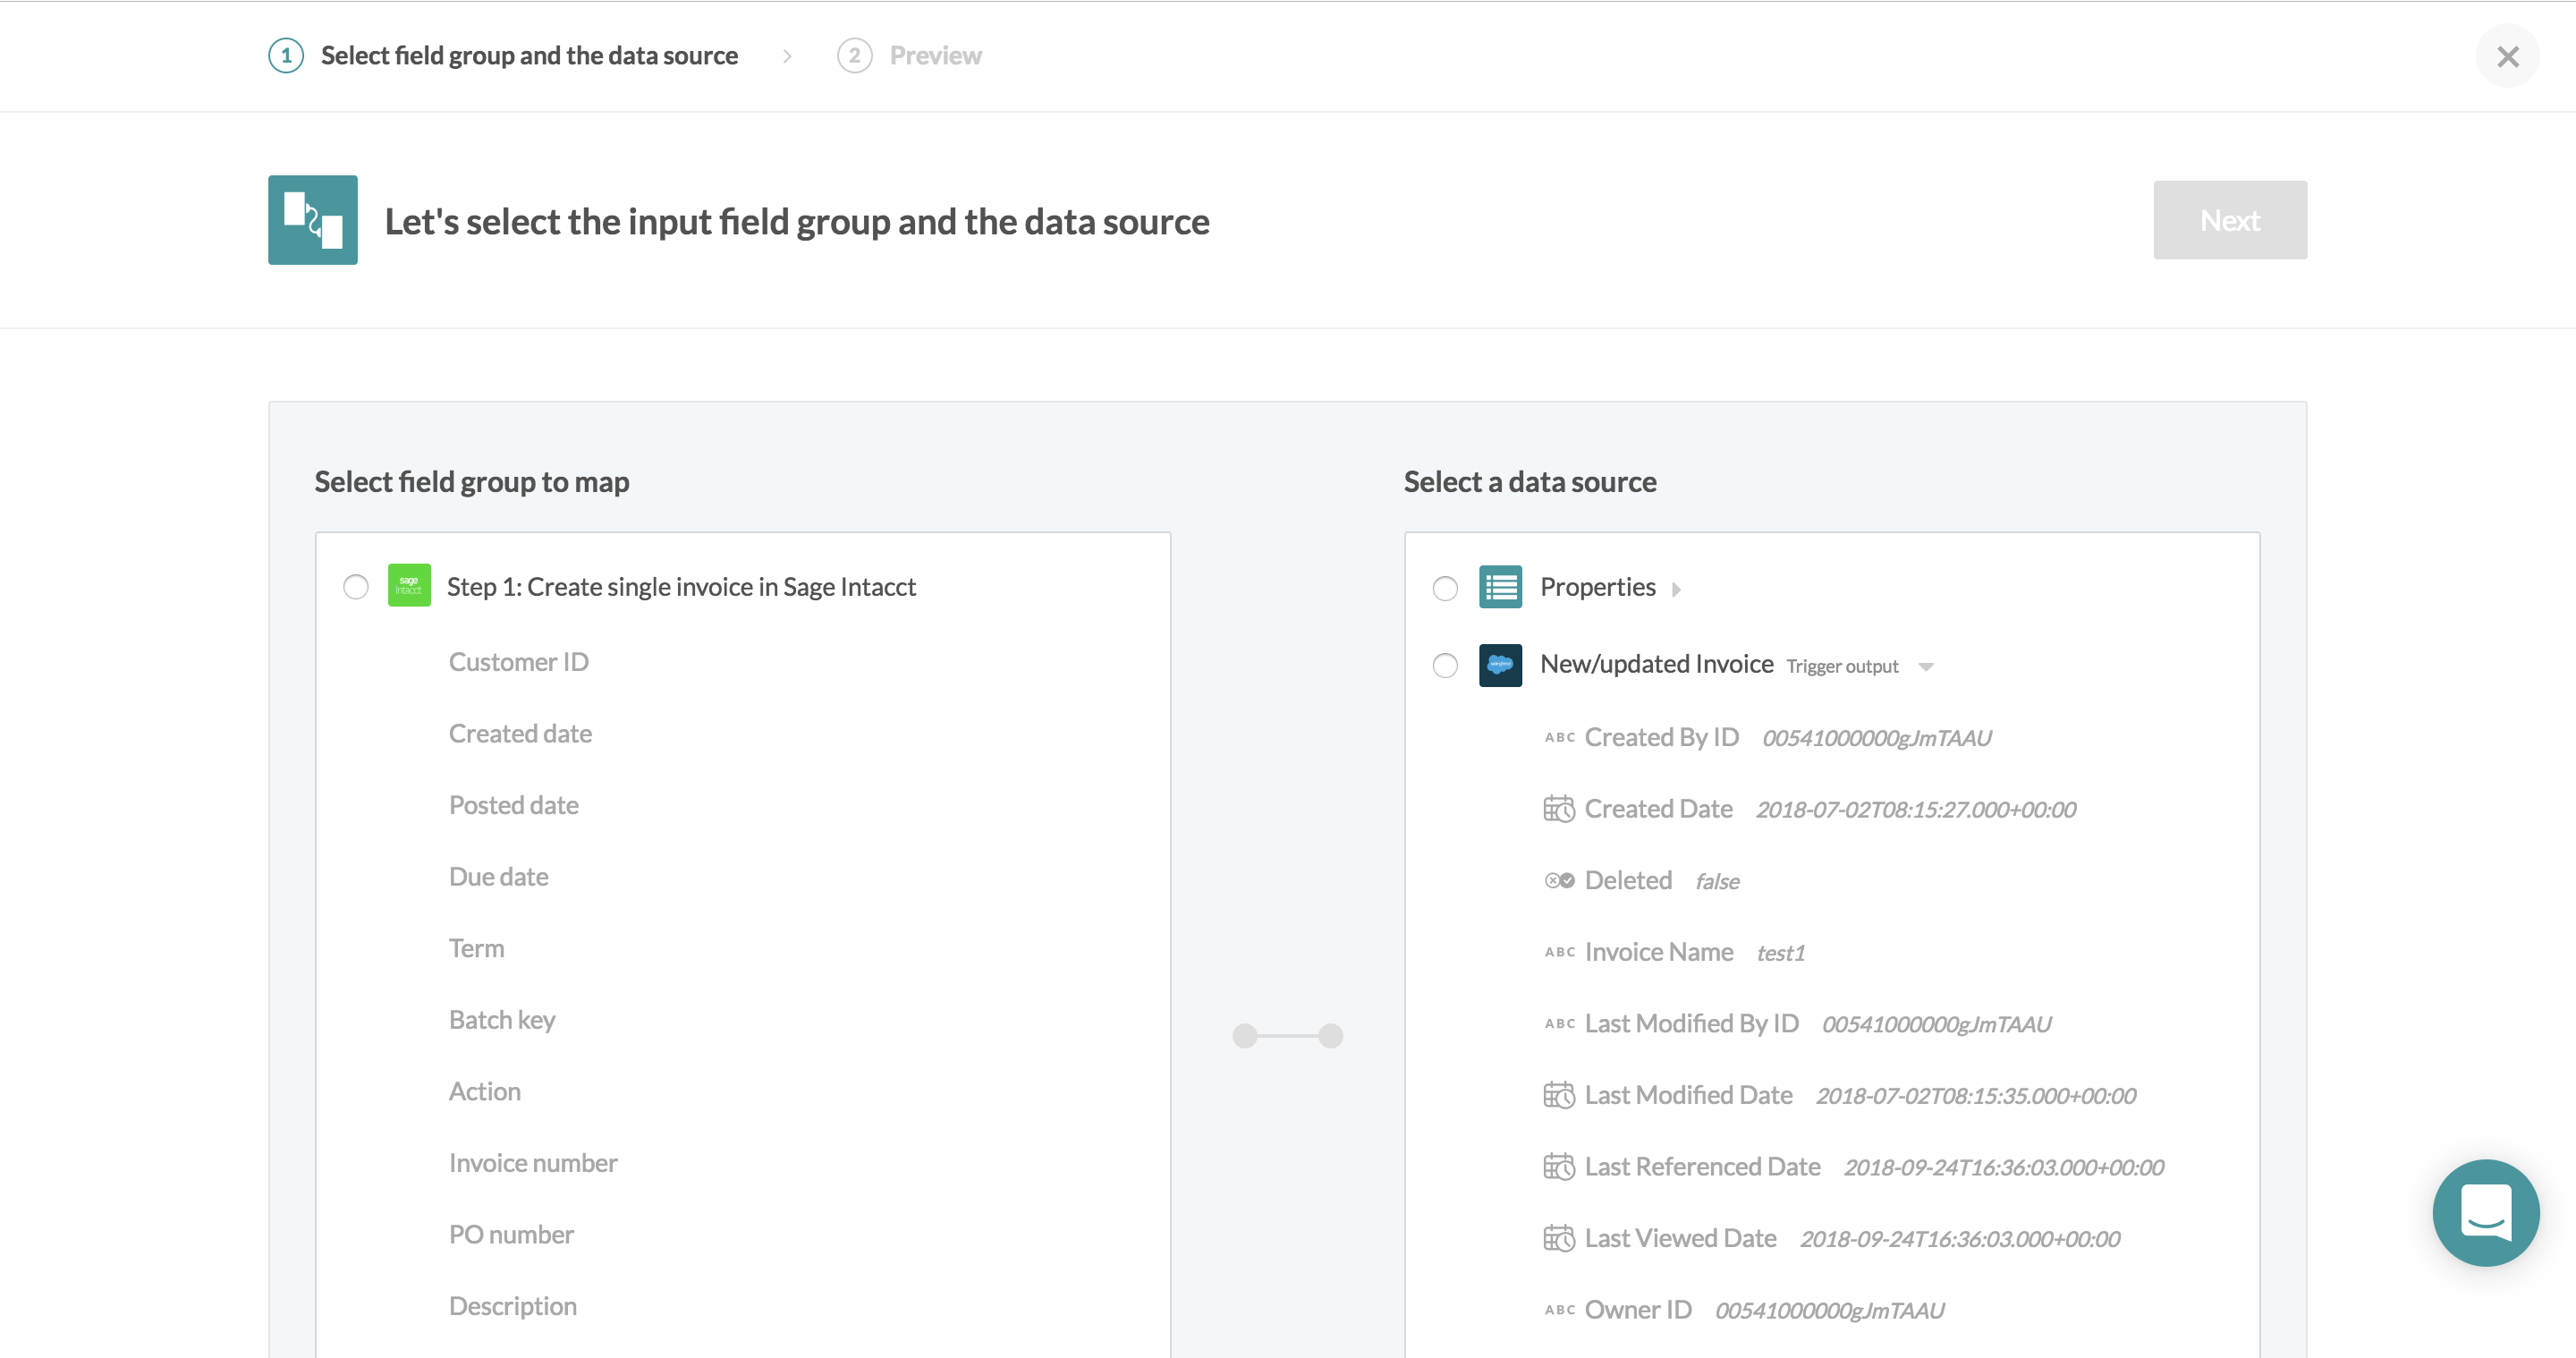 1 Select field group and the data source
2 Preview
Let's select the input field group and the data source
Next
Select field group to map
sage
Intacct
Step 1: Create single invoice in Sage Intacct
Customer ID
Created date
Posted date
Due date
Term
Batch key
Action
Invoice number
PO number
Description
Select a data source
Properties
salesforce
New/updated Invoice Trigger output
ABC Created By ID 00541000000gJmTAAU
Created Date 2018-07-02T08:15:27.000+00:00
Deleted false
ABC Invoice Name test1
ABC Last Modified By ID 00541000000gJmTAAU
Last Modified Date 2018-07-02T08:15:35.000+00:00
Last Referenced Date 2018-09-24T16:36:03.000+00:00
Last Viewed Date 2018-09-24T16:36:03.000+00:00
ABC Owner ID 00541000000gJmTAAU